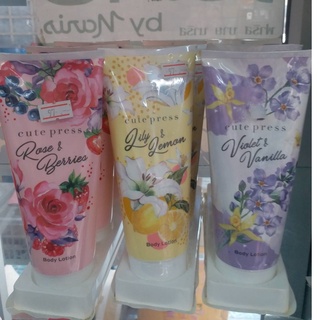 by Naris
cute press
Rose &
Berries
Body Lotion
cute press
Lily &
Lemon
Body Lotion
cute press
Violet &
Vanilla
Body Lotion